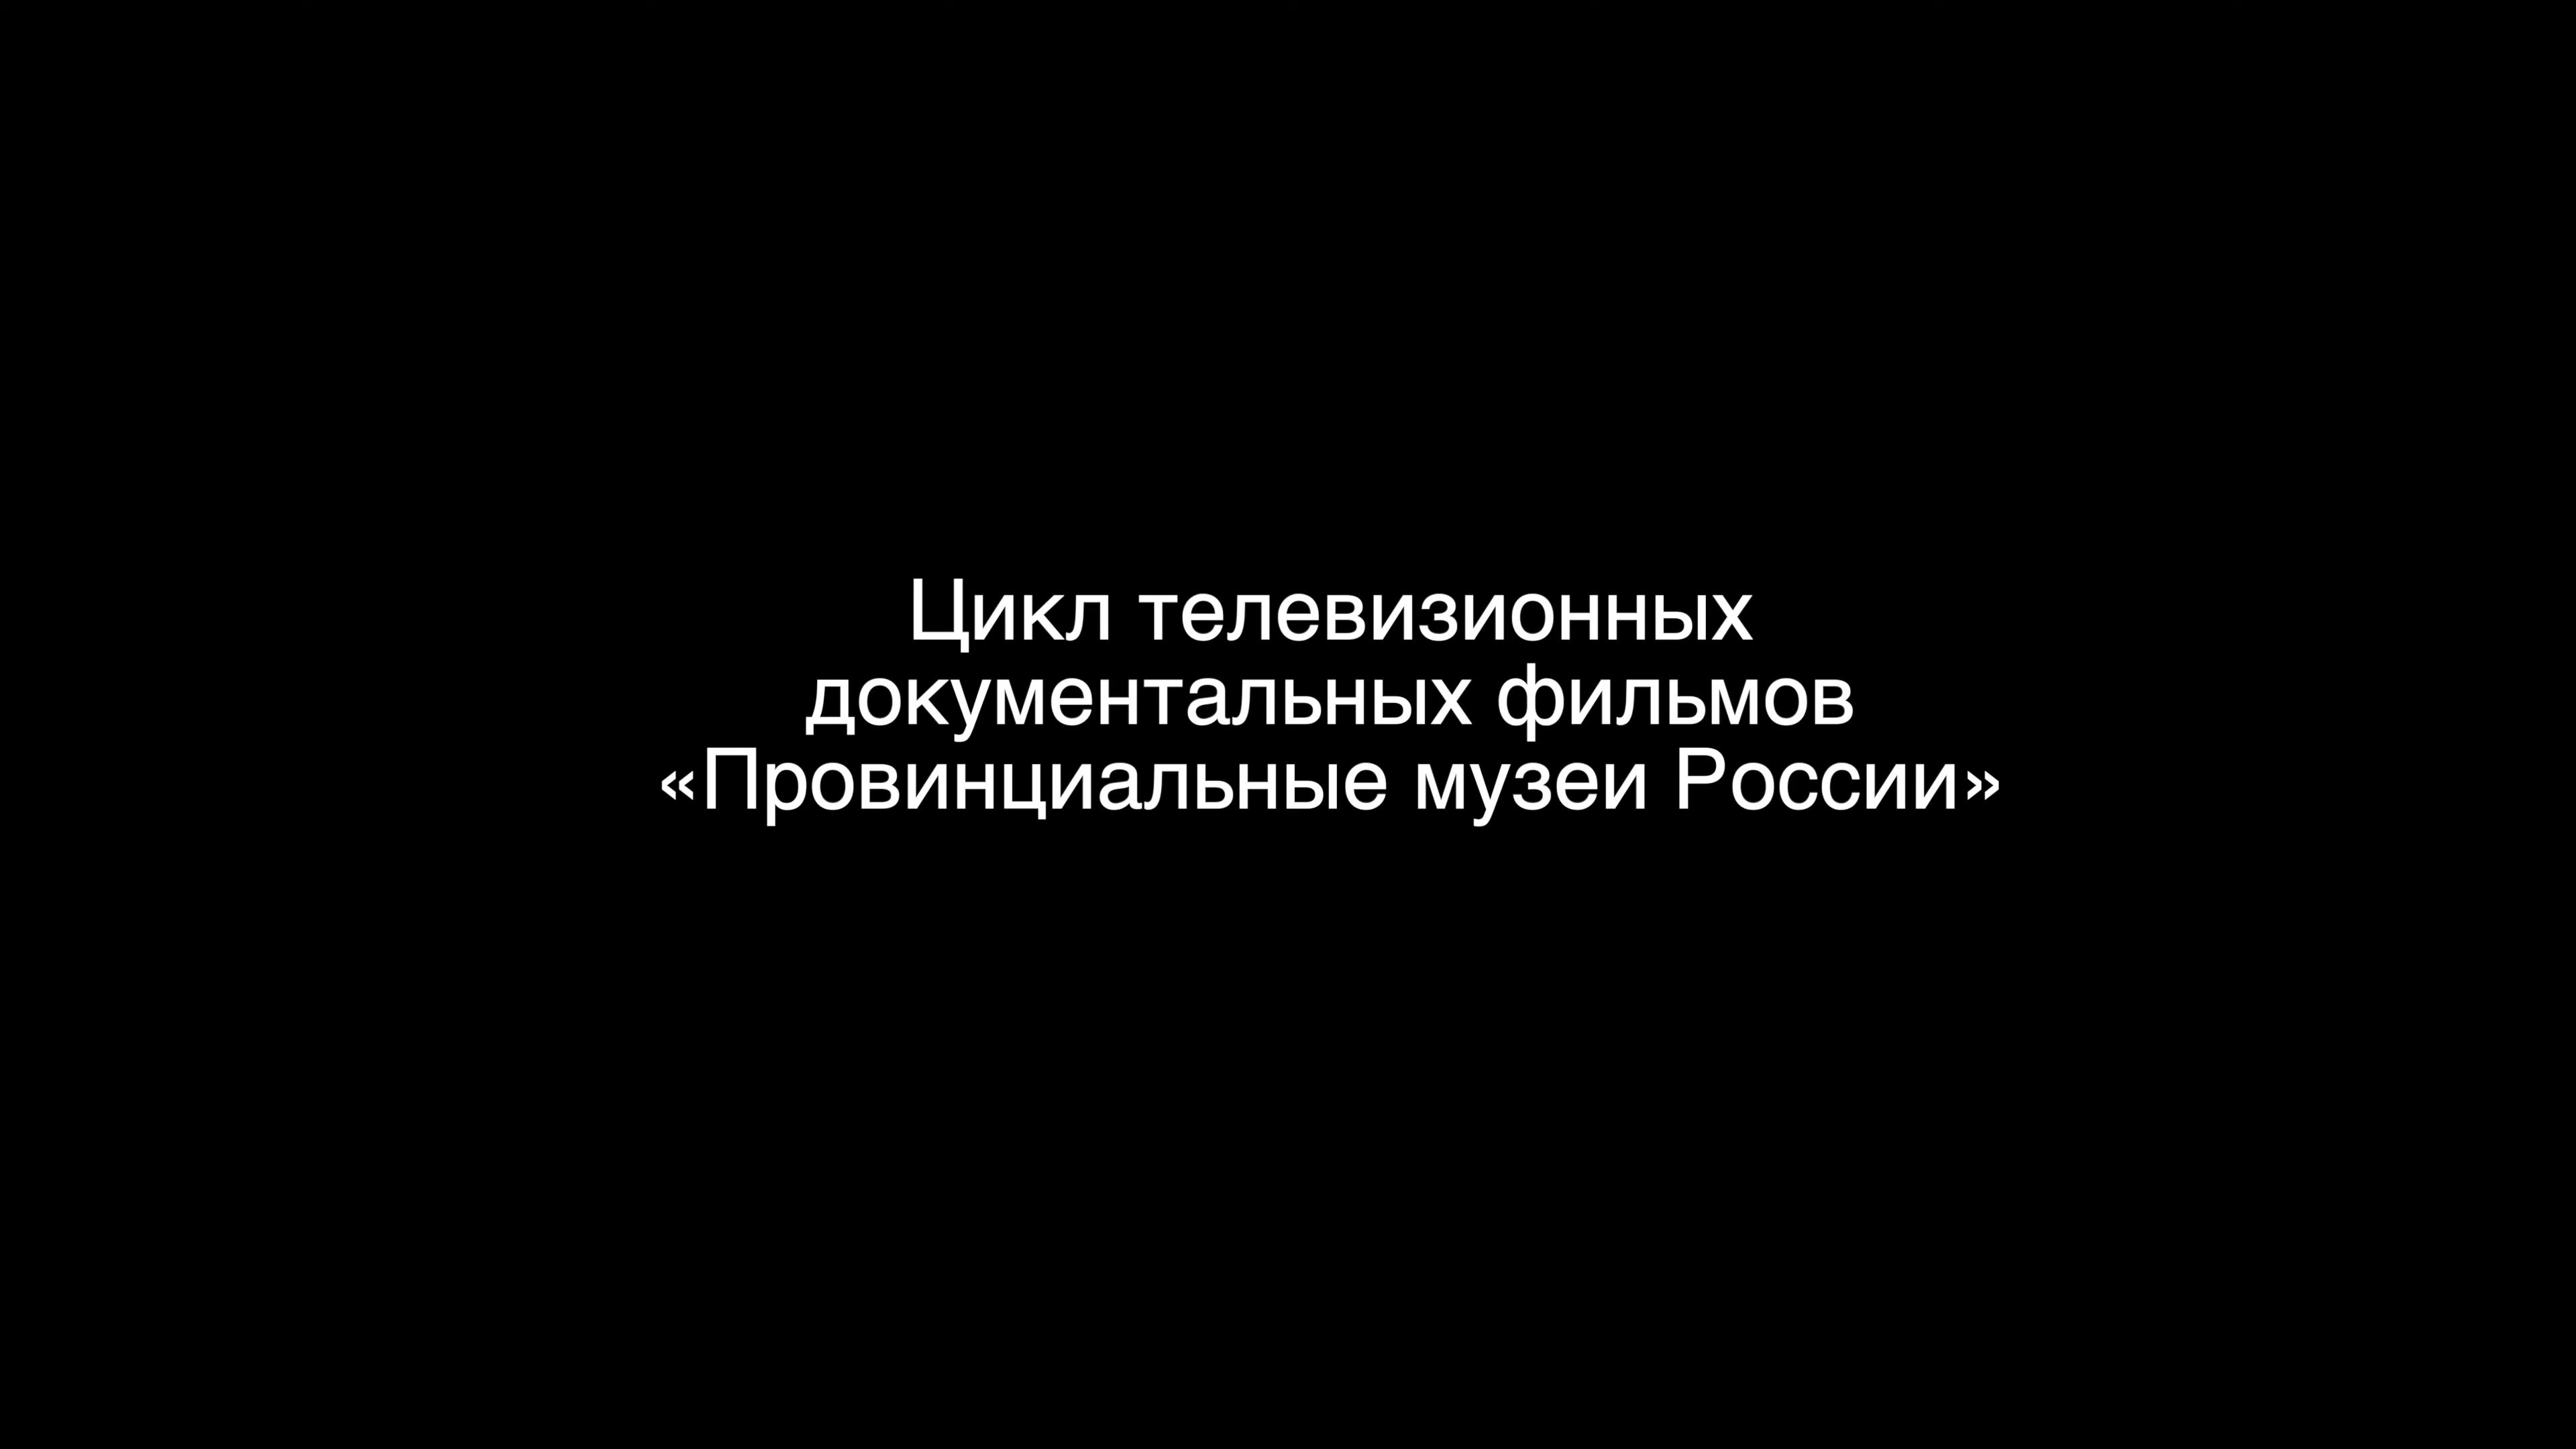 Цикл телевизионных
документальных фильмов
«Провинциальные музеи России»